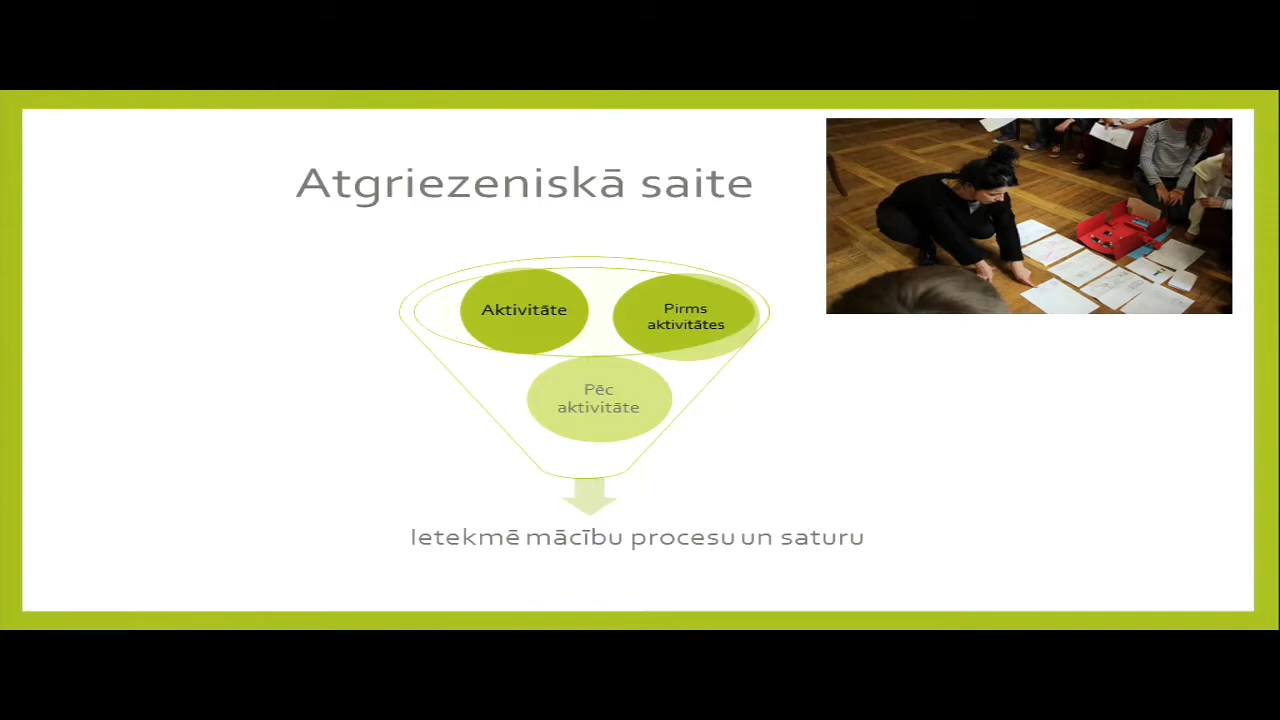 Atgriezeniskā saite
Aktivitāte
Pirms
aktivitātes
Pēc
aktivitāte
Ietekmē mācību procesu un saturu